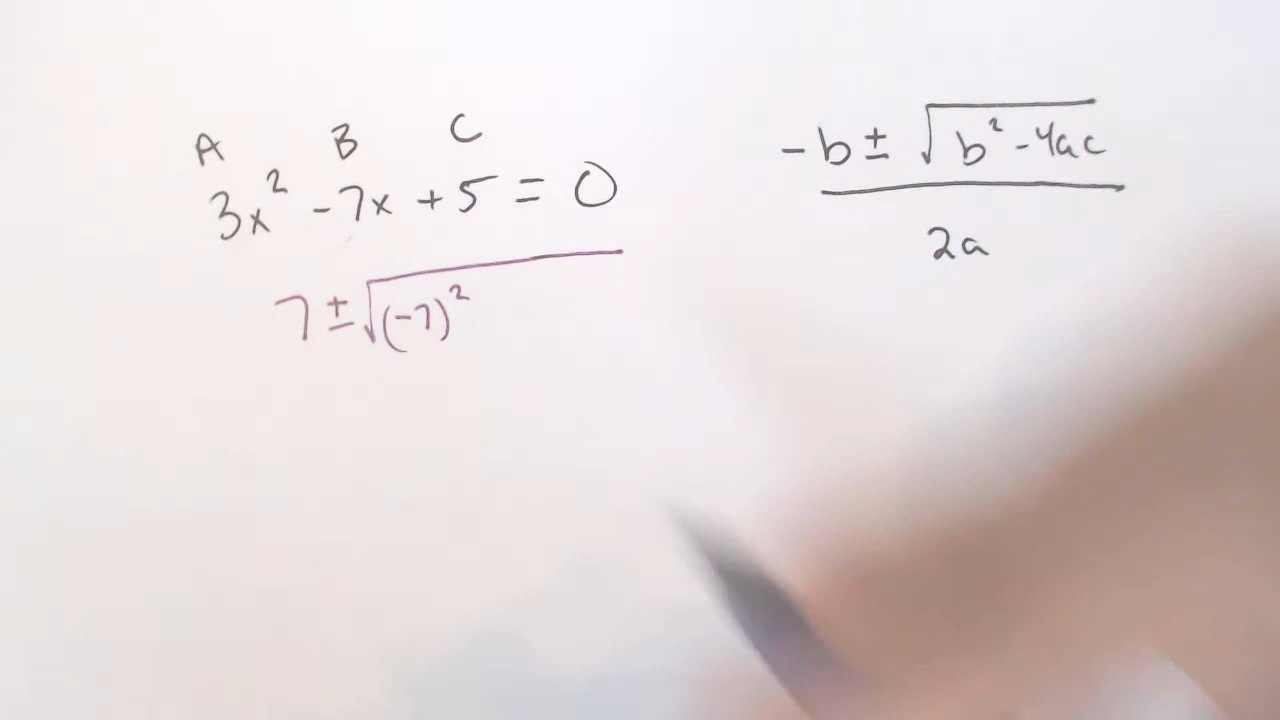 A B C
3x² - 7x + 5 = 0
7 ± √(-7)²
-b ± √b² - 4ac
2a